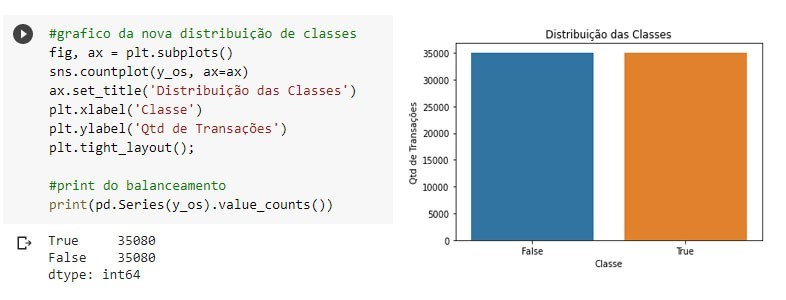 #grafico da nova distribuição de classes
fig, ax = plt.subplots()
sns.countplot(y_os, ax=ax)
ax.set_title('Distribuição das Classes')
plt.xlabel('Classe')
plt.ylabel('Qtd de Transações')
plt.tight_layout();
#print do balanceamento
print(pd.Series(y_os).value_counts())
True 35080
False 35080
dtype: int64
Distribuição das Classes
35000
30000
25000
20000
15000
10000
5000
0
Qtd de Transações
False True
Classe